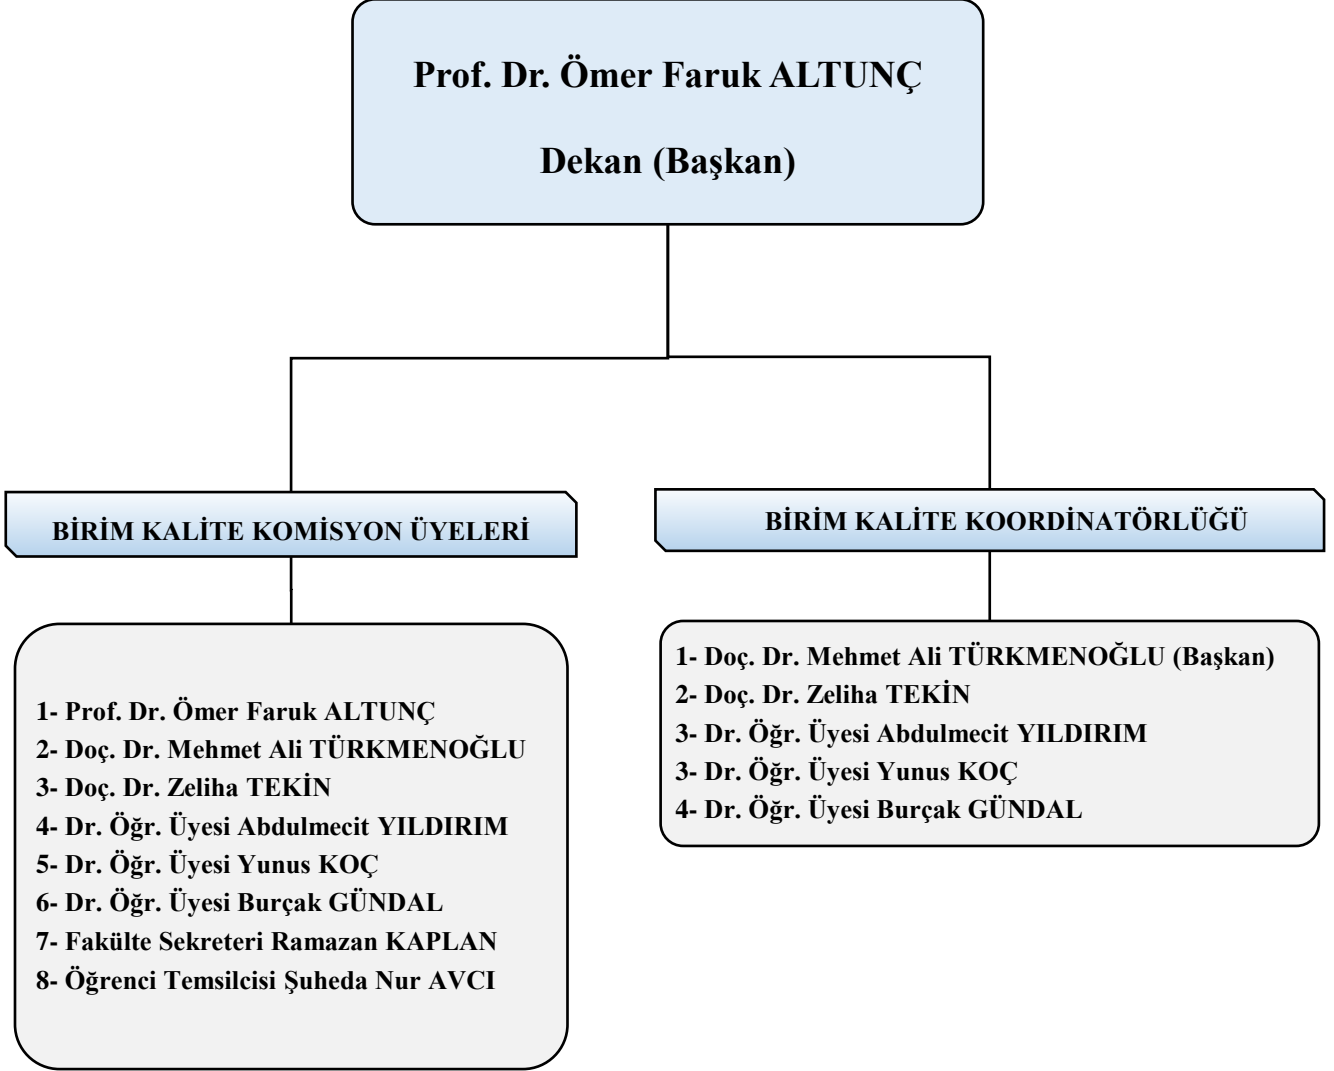 Prof. Dr. Ömer Faruk ALTUNÇ
Dekan (Başkan)
BİRİM KALİTE KOMİSYON ÜYELERİ
1- Prof. Dr. Ömer Faruk ALTUNÇ
2- Doç. Dr. Mehmet Ali TÜRKMENOĞLU
3- Doç. Dr. Zeliha TEKİN
4- Dr. Öğr. Üyesi Abdulmecit YILDIRIM
5- Dr. Öğr. Üyesi Yunus KOÇ
6- Dr. Öğr. Üyesi Burçak GÜNDAL
7- Fakülte Sekreteri Ramazan KAPLAN
8- Öğrenci Temsilcisi Şuheda Nur AVCI
BİRİM KALİTE KOORDİNATÖRLÜĞÜ
1- Doç. Dr. Mehmet Ali TÜRKMENOĞLU (Başkan)
2- Doç. Dr. Zeliha TEKİN
3- Dr. Öğr. Üyesi Abdulmecit YILDIRIM
3- Dr. Öğr. Üyesi Yunus KOÇ
4- Dr. Öğr. Üyesi Burçak GÜNDAL